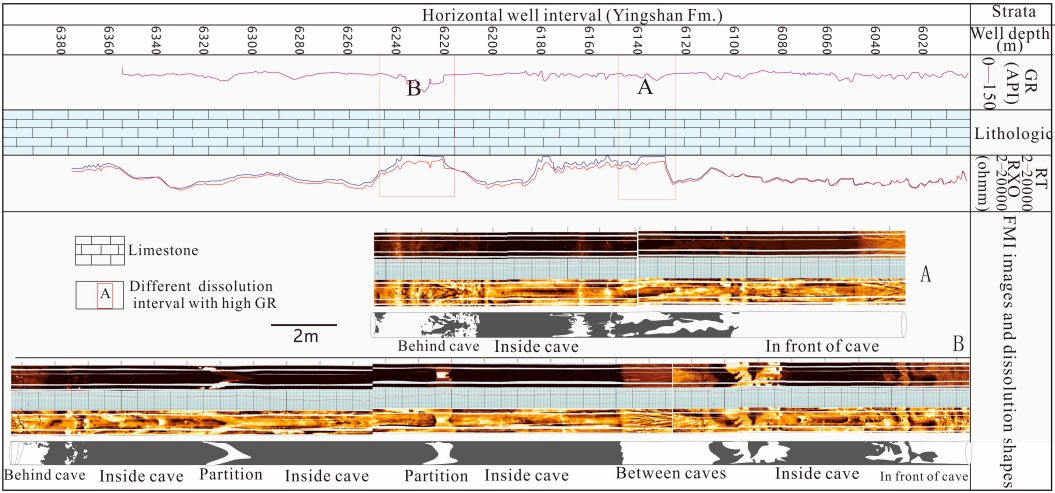 Horizontal well interval (Yingshan Fm.)
Strata
6380
6360
6340
6320
6300
6280
6260
6240
6220
6200
6180
6160
6140
6120
6100
6080
6060
6040
6020
Well depth
(m)
B
A
GR
(API)
0—150
Lithologic
RT
2-20000
RXO
2-20000
(ohmm)
Limestone
A
Different dissolution
interval with high GR
2m
A
Behind cave
Inside cave
In front of cave
B
Behind cave
Inside cave
Partition
Inside cave
Partition
Inside cave
Between caves
Inside cave
In front of cave
FMI images and dissolution shapes